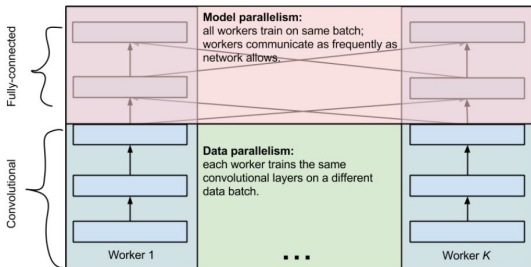 Fully-connected
Model parallelism:
all workers train on same batch;
workers communicate as frequently as
network allows.
Convolutional
Data parallelism:
each worker trains the same
convolutional layers on a different
data batch.
Worker 1
...
Worker K